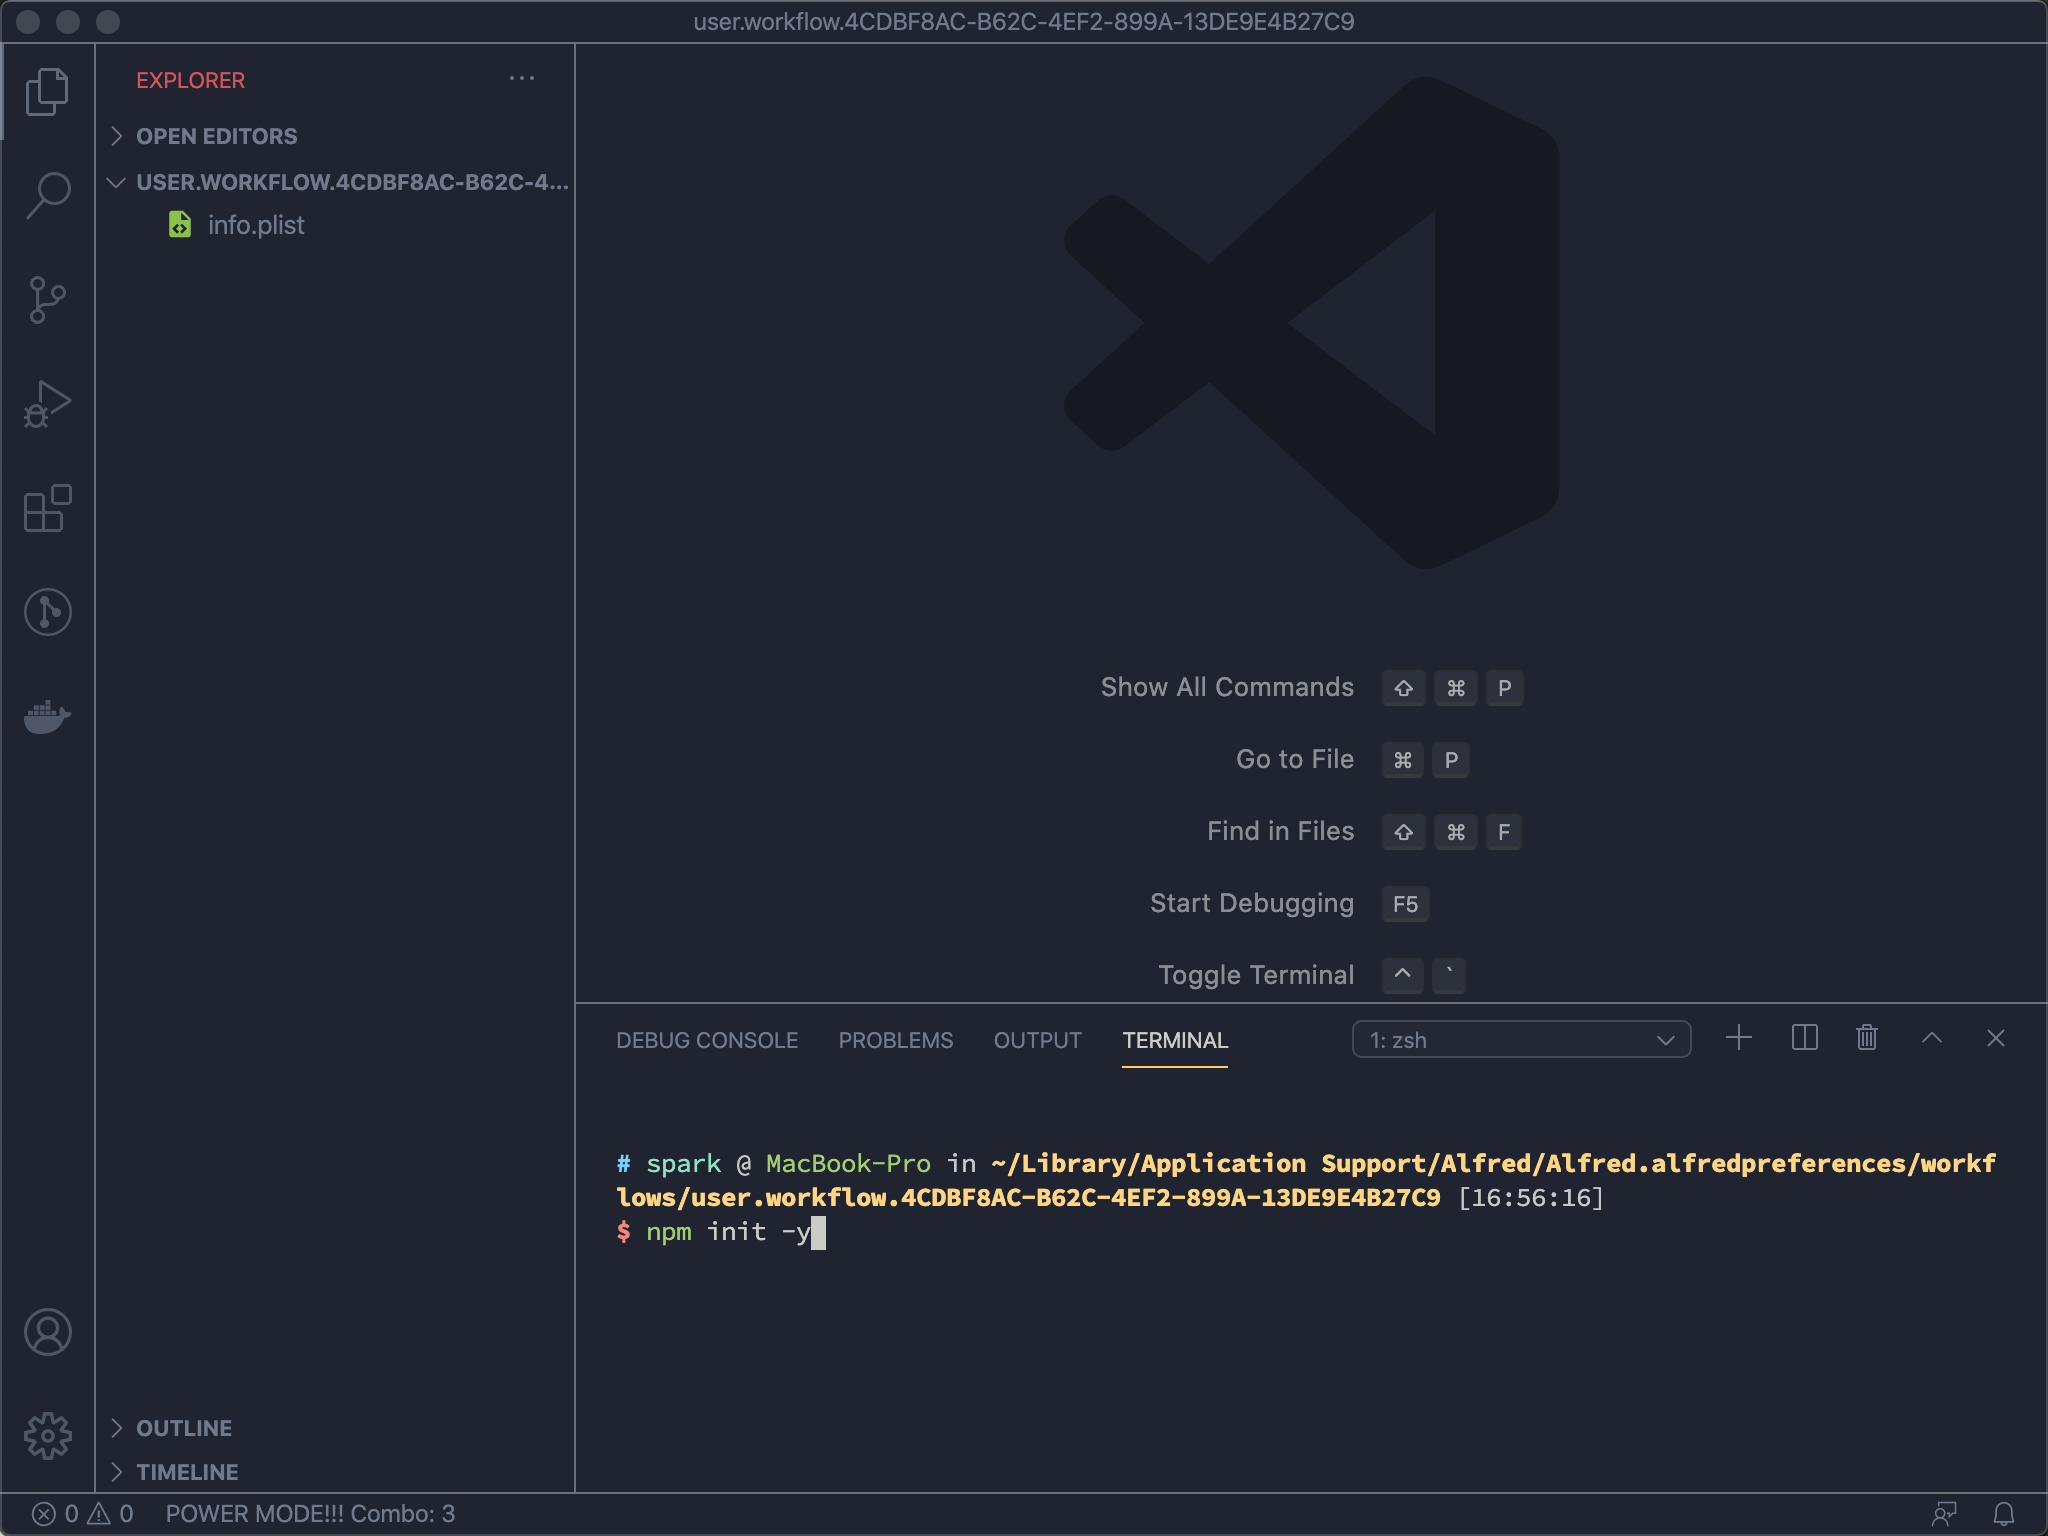 user.workflow.4CDBF8AC-B62C-4EF2-899A-13DE9E4B27C9
EXPLORER
OPEN EDITORS
USER.WORKFLOW.4CDBF8AC-B62C-4...
info.plist
OUTLINE
TIMELINE
Show All Commands ⇧ ⌘ P
Go to File ⌘ P
Find in Files ⇧ ⌘ F
Start Debugging F5
Toggle Terminal ^ `
DEBUG CONSOLE PROBLEMS OUTPUT TERMINAL 1: zsh
# spark @ MacBook-Pro in ~/Library/Application Support/Alfred/Alfred.alfredpreferences/workf
lows/user.workflow.4CDBF8AC-B62C-4EF2-899A-13DE9E4B27C9 [16:56:16]
$ npm init -y
0 0 POWER MODE!!! Combo: 3